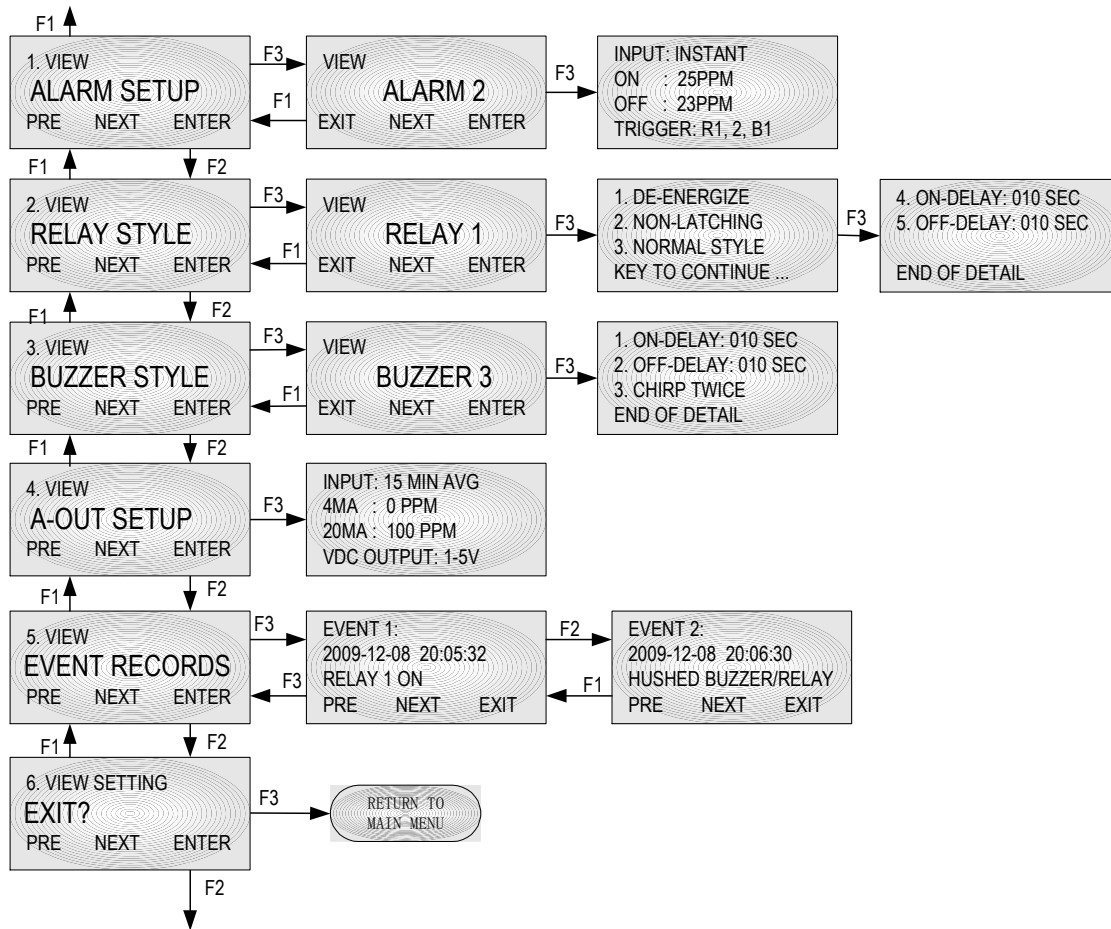 F1
1. VIEW
ALARM SETUP
PRE NEXT ENTER
F3
F1
VIEW
ALARM 2
EXIT NEXT ENTER
F3
INPUT: INSTANT
ON : 25PPM
OFF : 23PPM
TRIGGER: R1, 2, B1
F1
F2
2. VIEW
RELAY STYLE
PRE NEXT ENTER
F3
F1
VIEW
RELAY 1
EXIT NEXT ENTER
F3
1. DE-ENERGIZE
2. NON-LATCHING
3. NORMAL STYLE
KEY TO CONTINUE ...
F3
4. ON-DELAY: 010 SEC
5. OFF-DELAY: 010 SEC
END OF DETAIL
F1
F2
3. VIEW
BUZZER STYLE
PRE NEXT ENTER
F3
F1
VIEW
BUZZER 3
EXIT NEXT ENTER
F3
1. ON-DELAY: 010 SEC
2. OFF-DELAY: 010 SEC
3. CHIRP TWICE
END OF DETAIL
F1
F2
4. VIEW
A-OUT SETUP
PRE NEXT ENTER
F3
INPUT: 15 MIN AVG
4MA : 0 PPM
20MA : 100 PPM
VDC OUTPUT: 1-5V
F1
F2
5. VIEW
EVENT RECORDS
PRE NEXT ENTER
F3
F3
EVENT 1:
2009-12-08 20:05:32
RELAY 1 ON
PRE NEXT EXIT
F2
F1
EVENT 2:
2009-12-08 20:06:30
HUSHED BUZZER/RELAY
PRE NEXT EXIT
F1
F2
6. VIEW SETTING
EXIT?
PRE NEXT ENTER
F3
RETURN TO
MAIN MENU
F2